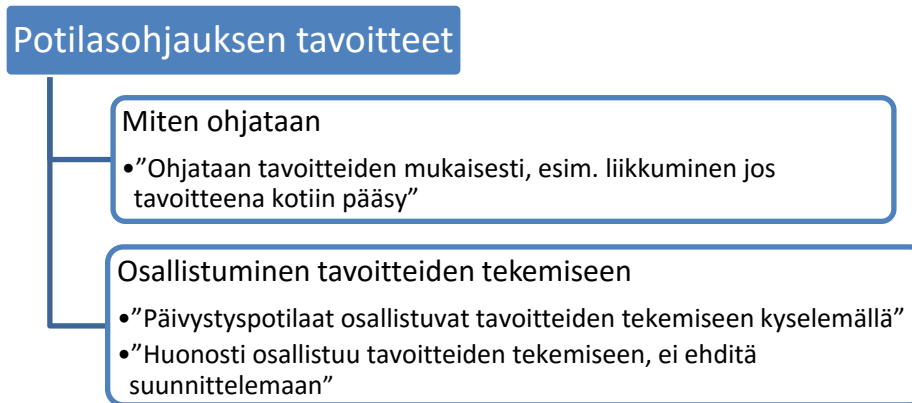 Potilasohjauksen tavoitteet
Miten ohjataan
•”Ohjataan tavoitteiden mukaisesti, esim. liikkuminen jos
tavoitteena kotiin pääsy”
Osallistuminen tavoitteiden tekemiseen
•”Päivystyspotilaat osallistuvat tavoitteiden tekemiseen kyselemällä”
•”Huonosti osallistuu tavoitteiden tekemiseen, ei ehditä
suunnittelemaan”